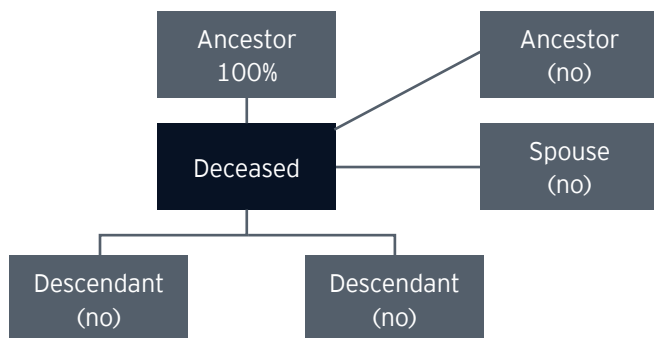 Ancestor
100%
Ancestor
(no)
Deceased
Spouse
(no)
Descendant
(no)
Descendant
(no)